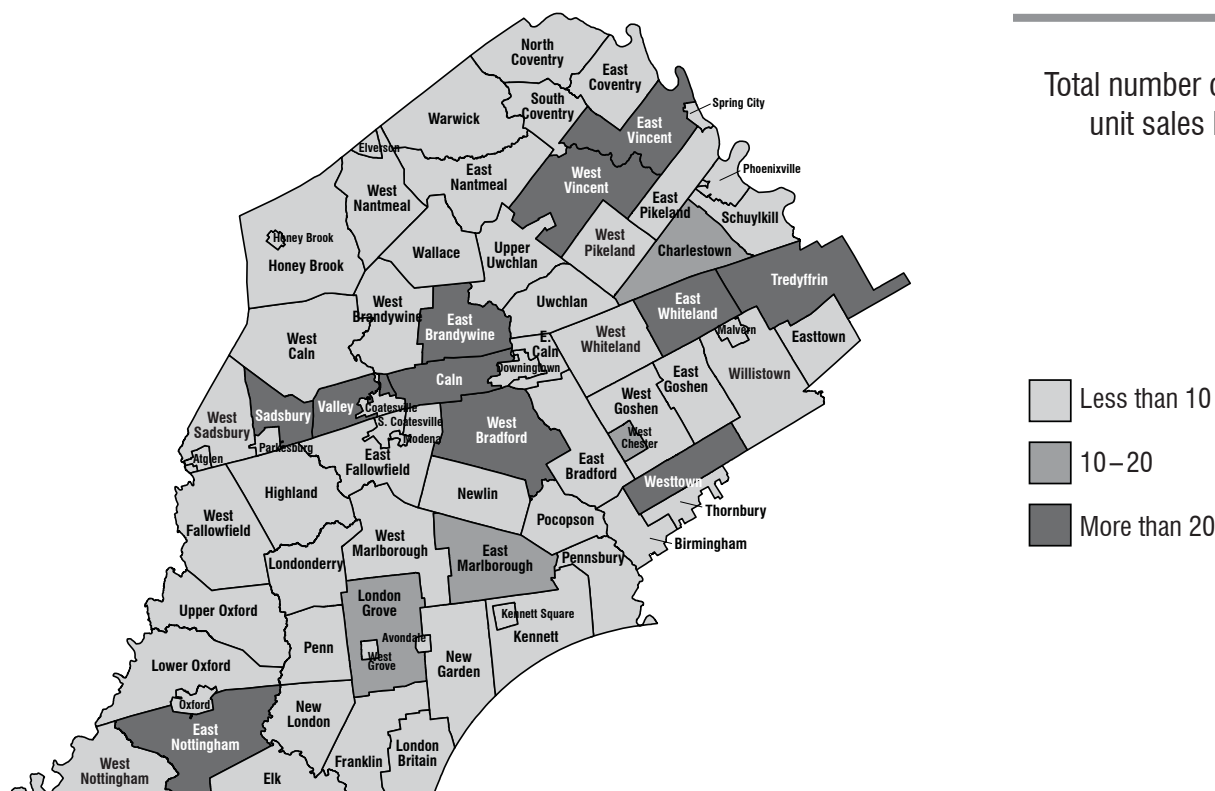 North
Coventry
East
Coventry
South
Coventry
Warwick
Spring City
East
Vincent
Elverson
East
Nantmeal
West
Vincent
Phoenixville
West
Nantmeal
East
Pikeland
Schuylkill
Honey Brook
Honey Brook
Wallace
Upper
Uwchlan
West
Pikeland
Charlestown
Tredyffrin
West
Brandywine
Uwchlan
East
Whiteland
East
Brandywine
West
Caln
E.
Caln
West
Whiteland
Malvern
Easttown
Downingtown
Caln
East
Goshen
Willistown
West
Goshen
Valley
Coatesville
Sadsbury
West
Sadsbury
S. Coatesville
Modena
West
Bradford
West
Chester
Parkesburg
Atglen
East
Fallowfield
East
Bradford
Westtown
Highland
Newlin
Thornbury
West
Fallowfield
Pocopson
Birmingham
West
Marlborough
East
Marlborough
Pennsbury
Londonderry
London
Grove
Upper Oxford
Kennett Square
Kennett
Avondale
Penn
West
Grove
New
Garden
Lower Oxford
Oxford
New
London
East
Nottingham
London
Britain
Franklin
West
Nottingham
Elk
Total number o
unit sales
Less than 10
10–20
More than 20